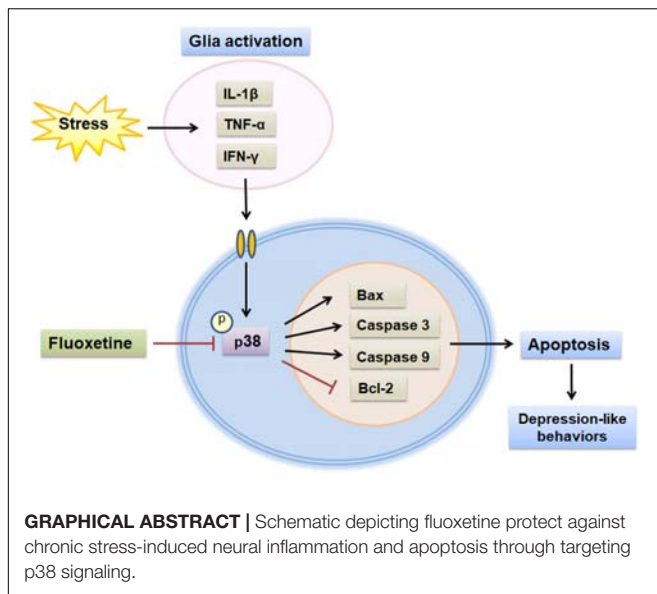 Glia activation
IL-1β
Stress
TNF-α
IFN-γ
P
Fluoxetine
p38
Bax
Caspase 3
Caspase 9
Bcl-2
Apoptosis
Depression-like
behaviors
GRAPHICAL ABSTRACT | Schematic depicting fluoxetine protect against
chronic stress-induced neural inflammation and apoptosis through targeting
p38 signaling.